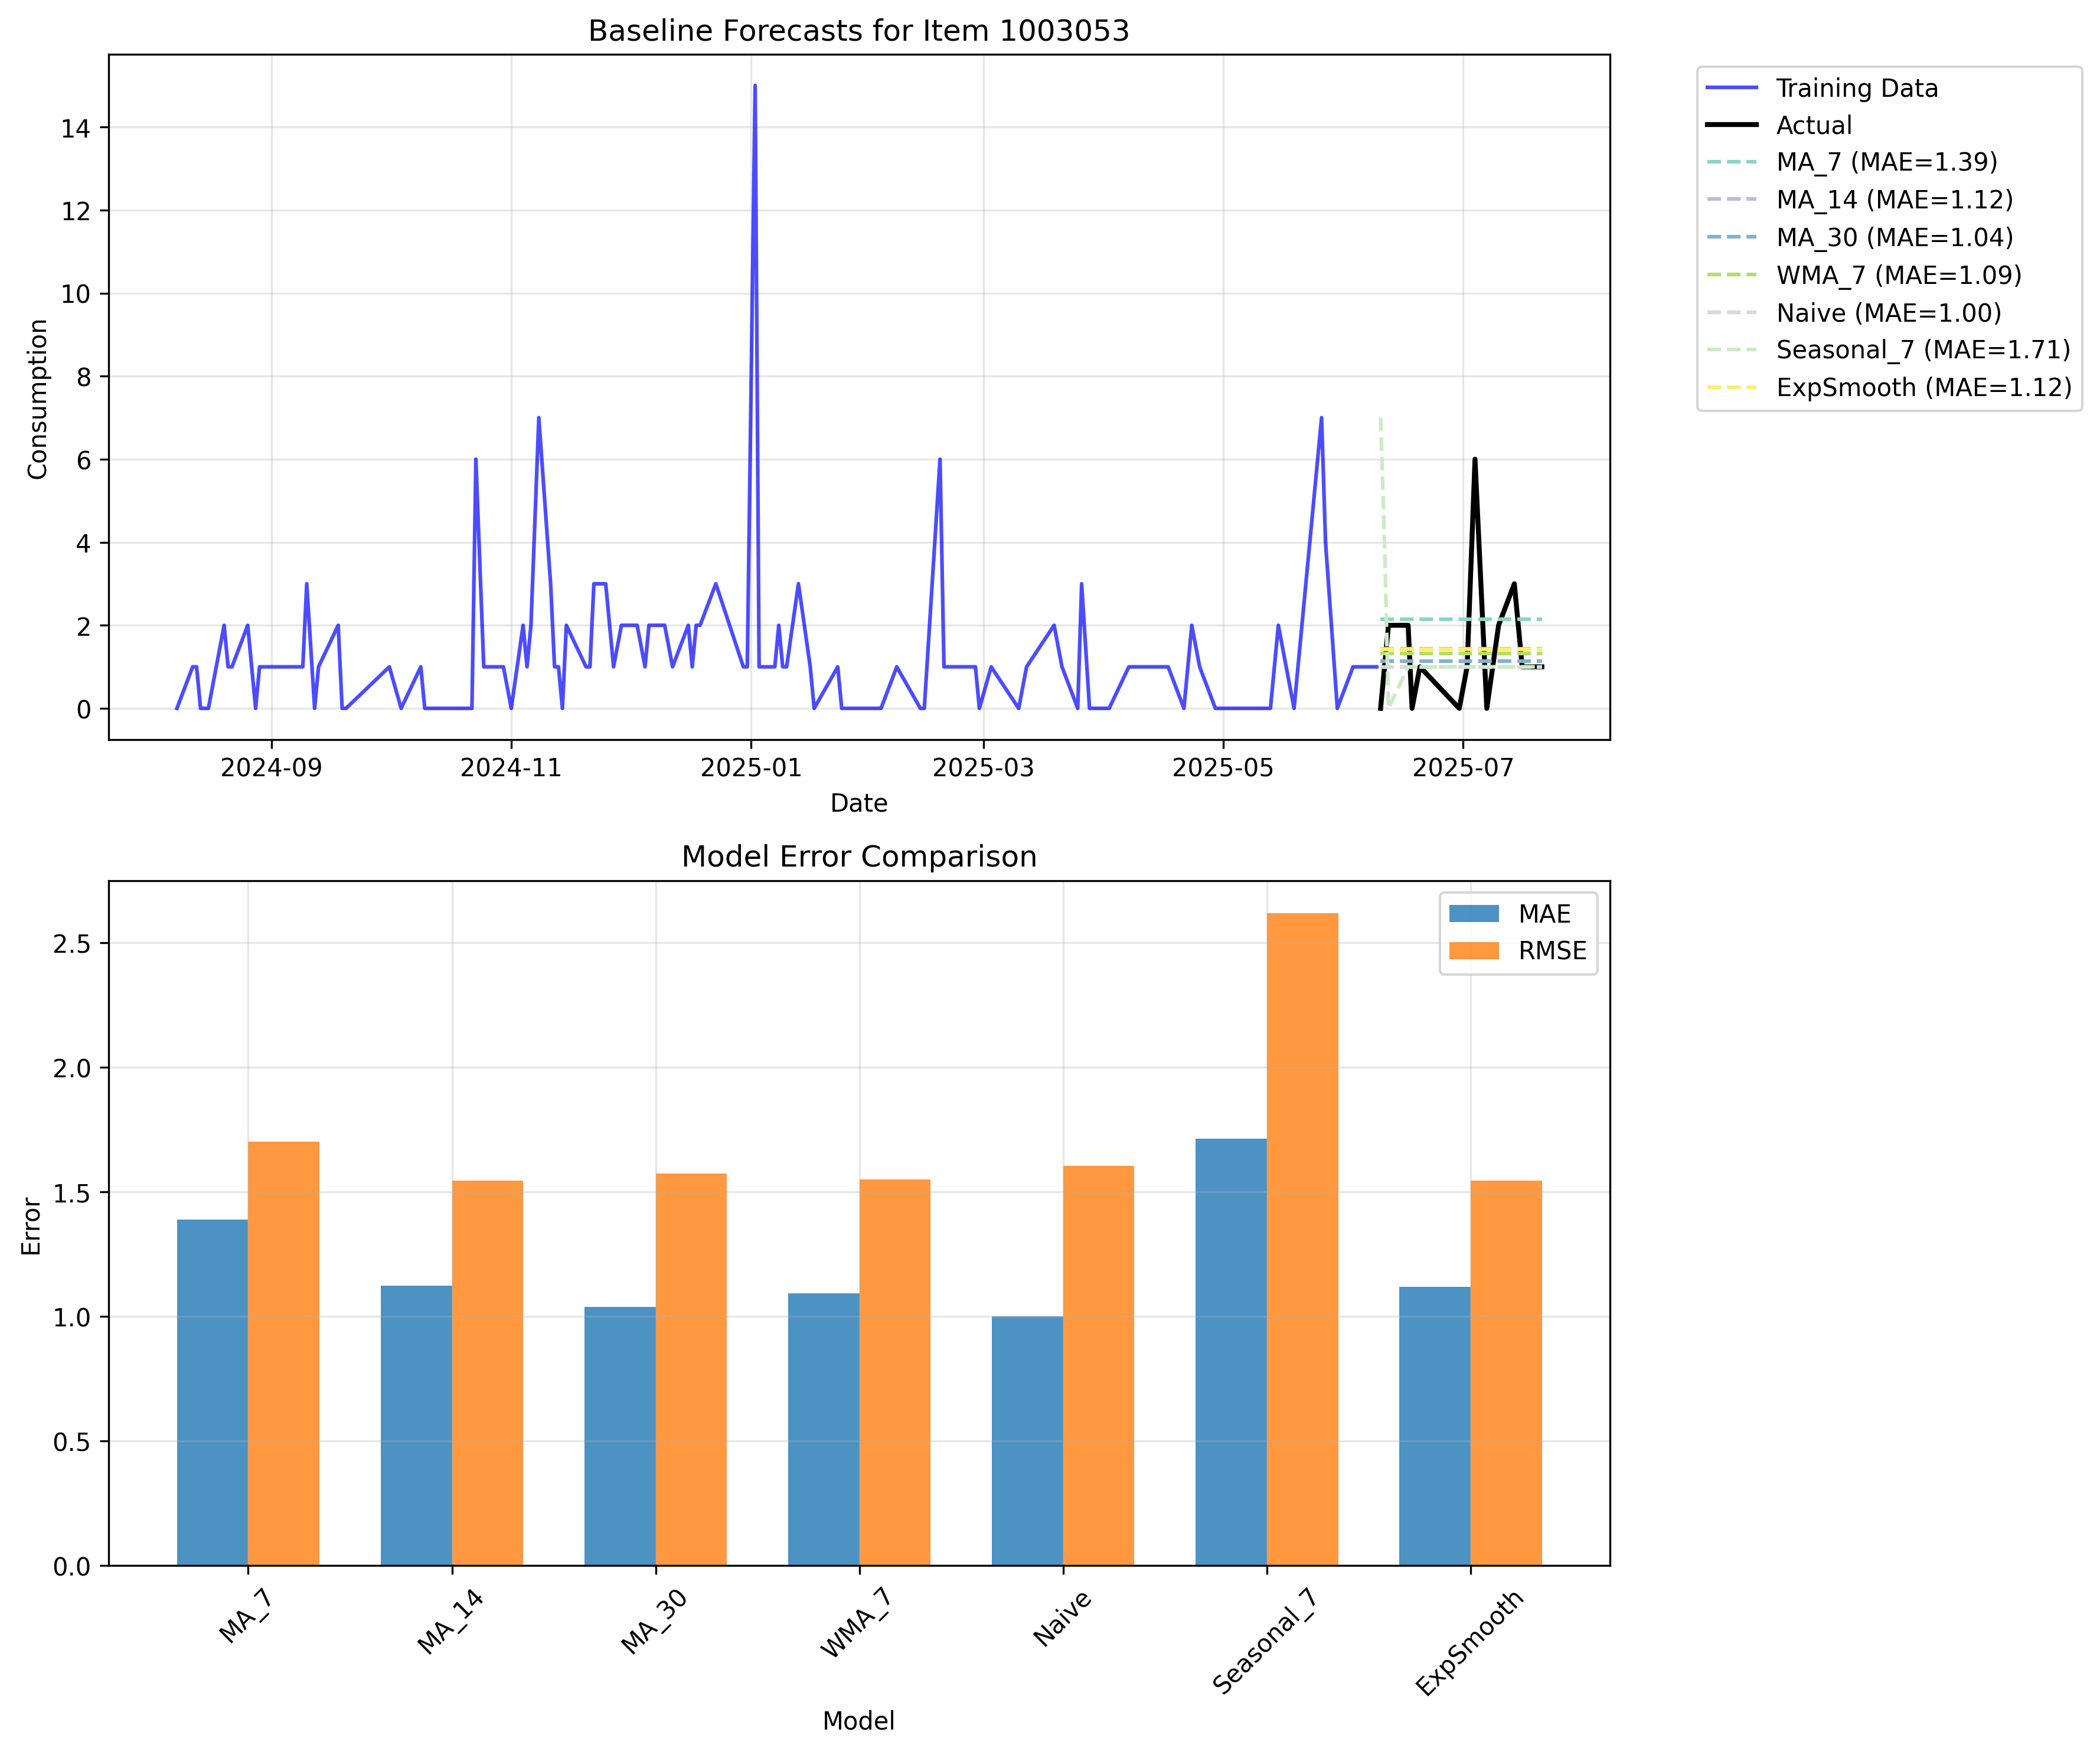 Baseline Forecasts for Item 1003053
Consumption
14
12
10
8
6
4
2
0
2024-09
2024-11
2025-01
2025-03
2025-05
2025-07
Date
Training Data
Actual
MA_7 (MAE=1.39)
MA_14 (MAE=1.12)
MA_30 (MAE=1.04)
WMA_7 (MAE=1.09)
Naive (MAE=1.00)
Seasonal_7 (MAE=1.71)
ExpSmooth (MAE=1.12)
Model Error Comparison
Error
2.5
2.0
1.5
1.0
0.5
0.0
MAE
RMSE
MA_7
MA_14
MA_30
WMA_7
Naive
Seasonal_7
ExpSmooth
Model